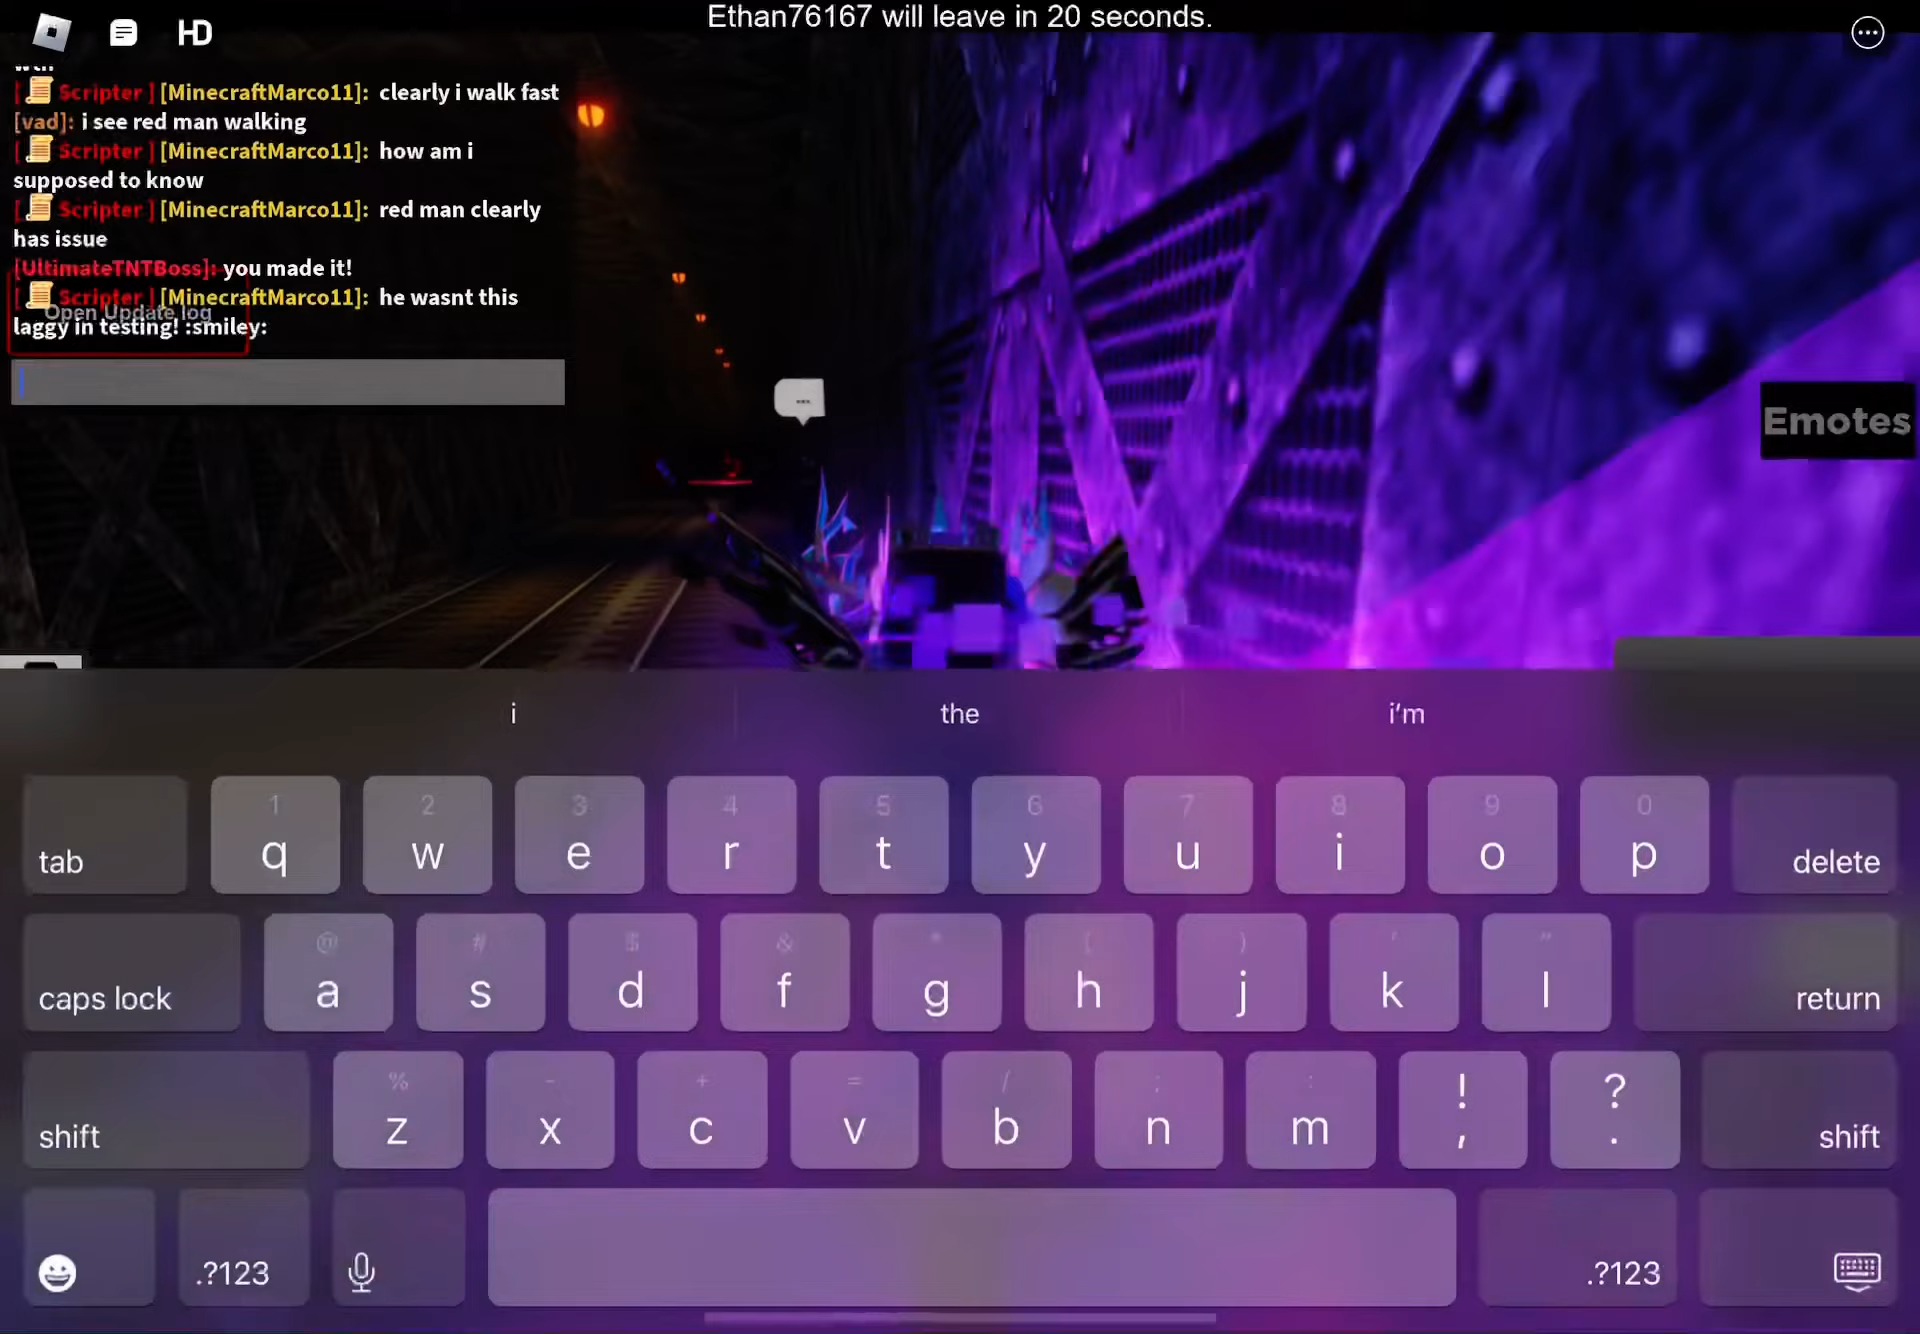 Ethan76167 will leave in 20 seconds.
HD
[📜 Scripter ] [MinecraftMarco11]: clearly i walk fast
[vad]: i see red man walking
[📜 Scripter ] [MinecraftMarco11]: how am i
supposed to know
[📜 Scripter ] [MinecraftMarco11]: red man clearly
has issue
[UltimateTNTBoss]: you made it!
[📜 Scripter ] [MinecraftMarco11]: he wasnt this
Open Update log
laggy in testing! :smiley:
...
Emotes
i the i'm
1 2 3 4 5 6 7 8 9 0
tab q w e r t y u i o p delete
@ # $ & * ( ) ' "
caps lock a s d f g h j k l return
% - + = / ; : ! ?
shift z x c v b n m , . shift
.?123 .?123